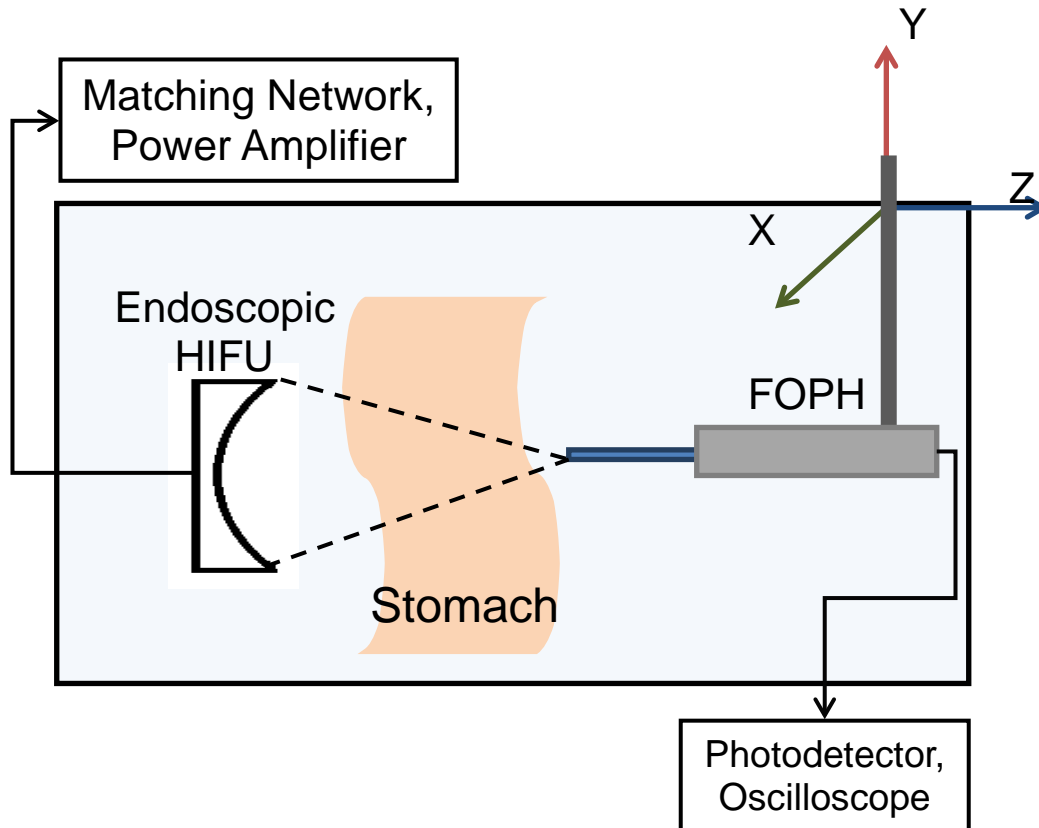 Y
Matching Network,
Power Amplifier
Z
X
Endoscopic
HIFU
FOPH
Stomach
Photodetector,
Oscilloscope